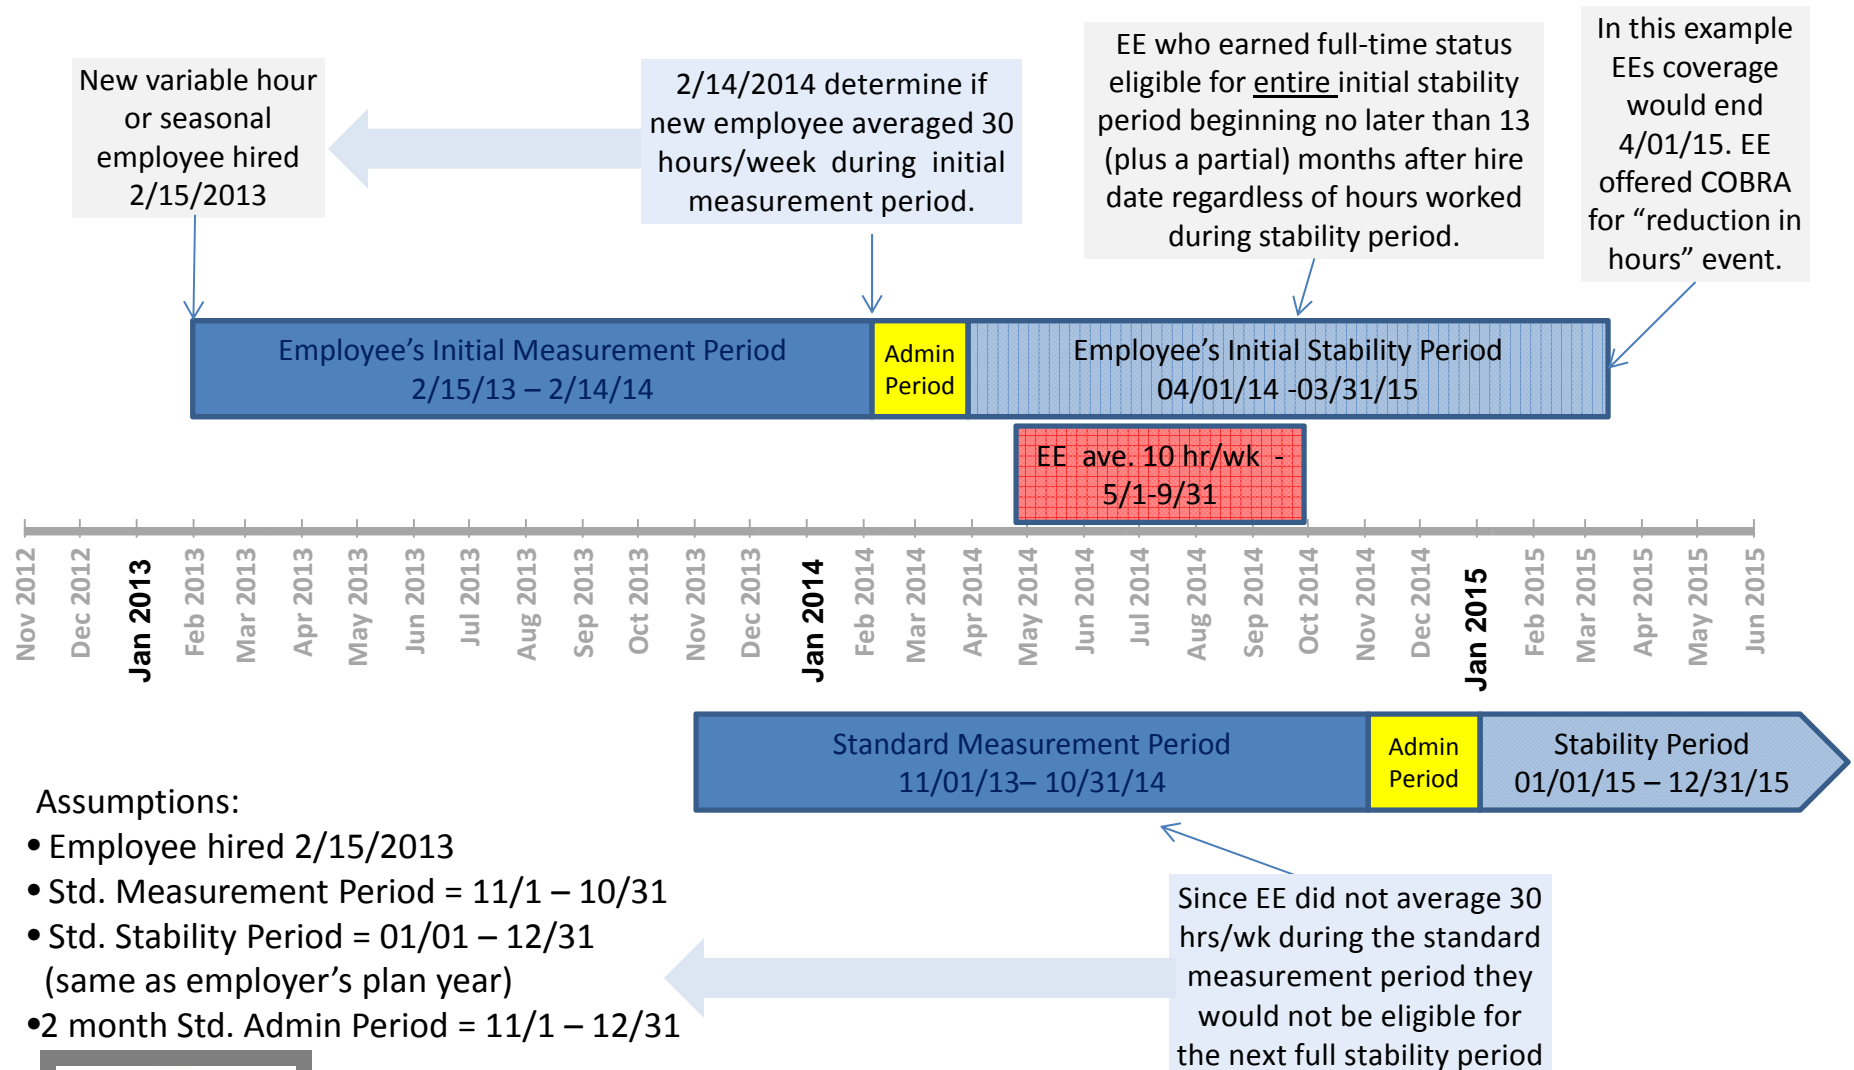 New variable hour
or seasonal
employee hired
2/15/2013
2/14/2014 determine if
new employee averaged 30
hours/week during initial
measurement period.
EE who earned full-time status
eligible for entire initial stability
period beginning no later than 13
(plus a partial) months after hire
date regardless of hours worked
during stability period.
In this example
EEs coverage
would end
4/01/15. EE
offered COBRA
for “reduction in
hours” event.
Employee’s Initial Measurement Period
2/15/13 – 2/14/14
Admin
Period
Employee’s Initial Stability Period
04/01/14 -03/31/15
EE ave. 10 hr/wk -
5/1-9/31
Nov 2012
Dec 2012
Jan 2013
Feb 2013
Mar 2013
Apr 2013
May 2013
Jun 2013
Jul 2013
Aug 2013
Sep 2013
Oct 2013
Nov 2013
Dec 2013
Jan 2014
Feb 2014
Mar 2014
Apr 2014
May 2014
Jun 2014
Jul 2014
Aug 2014
Sep 2014
Oct 2014
Nov 2014
Dec 2014
Jan 2015
Feb 2015
Mar 2015
Apr 2015
May 2015
Jun 2015
Standard Measurement Period
11/01/13– 10/31/14
Admin
Period
Stability Period
01/01/15 – 12/31/15
Assumptions:
• Employee hired 2/15/2013
• Std. Measurement Period = 11/1 – 10/31
• Std. Stability Period = 01/01 – 12/31
(same as employer’s plan year)
•2 month Std. Admin Period = 11/1 – 12/31
Since EE did not average 30
hrs/wk during the standard
measurement period they
would not be eligible for
the next full stability period